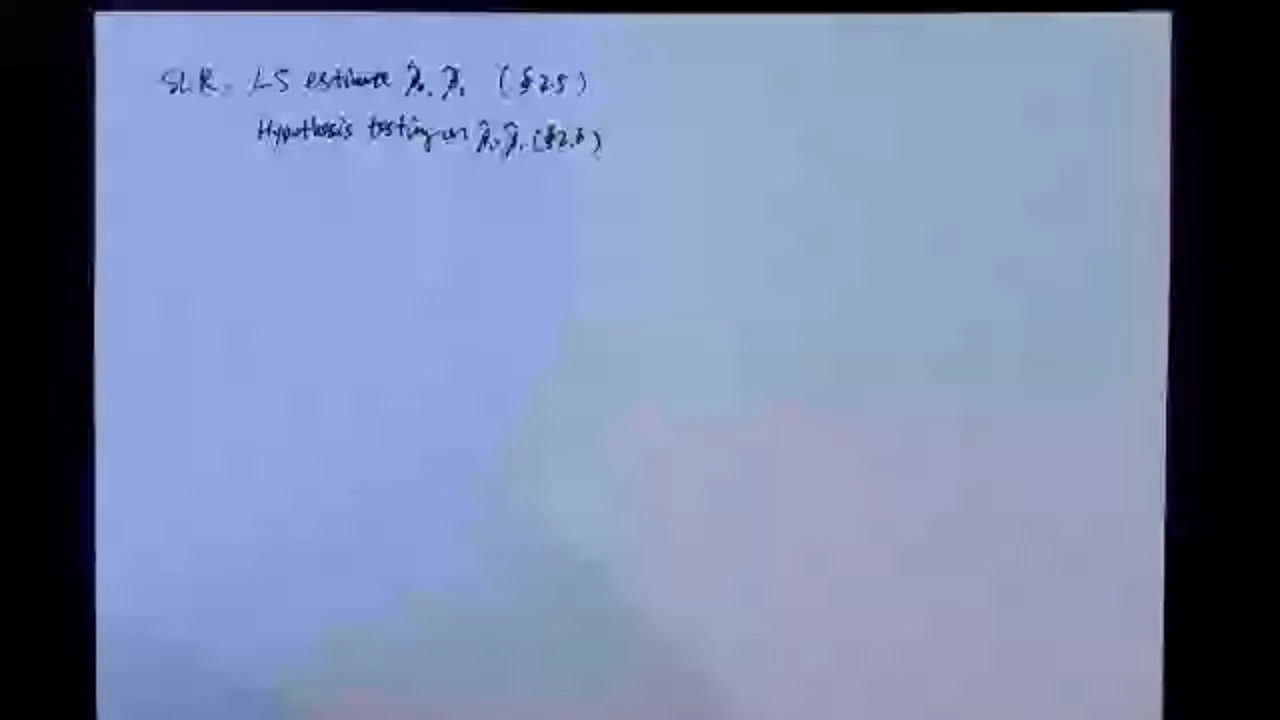 SLR. LS estimate β̂₀, β̂₁ (§2.5)
Hypothesis testing on β̂₀, β̂₁ (§2.6)